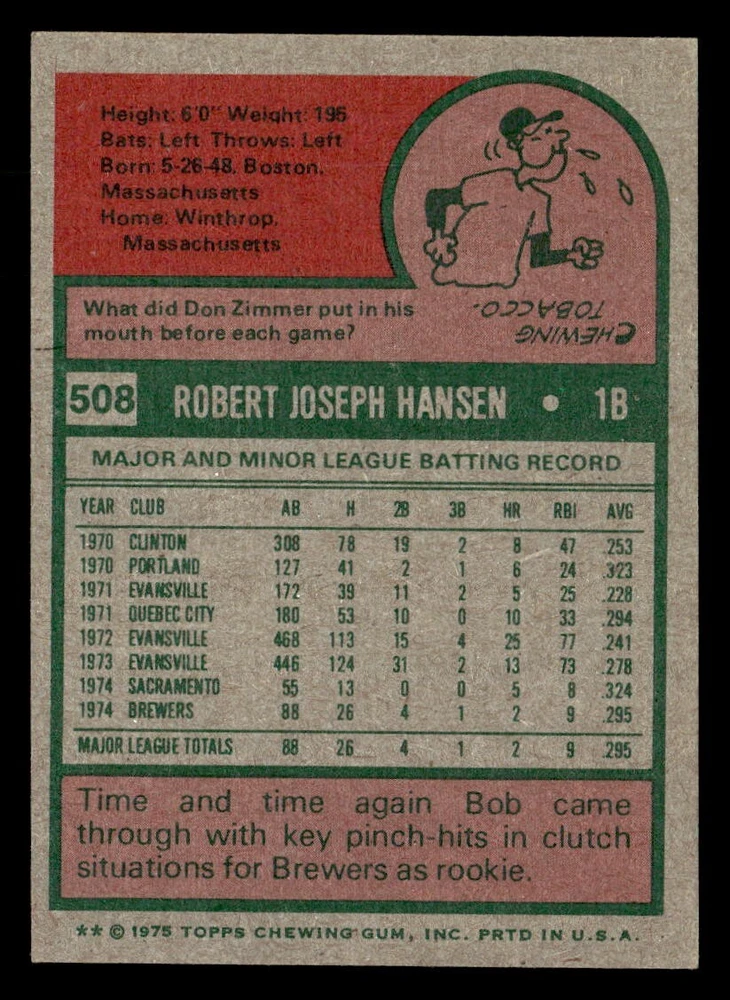 Height: 6'0" Weight: 195
Bats: Left Throws: Left
Born: 5-26-48, Boston,
Massachusetts
Home: Winthrop,
Massachusetts
What did Don Zimmer put in his
mouth before each game?
CHEWING
TOBACCO.
508 ROBERT JOSEPH HANSEN • 1B
MAJOR AND MINOR LEAGUE BATTING RECORD
YEAR CLUB AB H 2B 3B HR RBI AVG
1970 CLINTON 308 78 19 2 8 47 .253
1970 PORTLAND 127 41 2 1 6 24 .323
1971 EVANSVILLE 172 39 11 2 5 25 .228
1971 QUEBEC CITY 180 53 10 0 10 33 .294
1972 EVANSVILLE 468 113 15 4 25 77 .241
1973 EVANSVILLE 446 124 31 2 13 73 .278
1974 SACRAMENTO 55 13 0 0 5 8 .324
1974 BREWERS 88 26 4 1 2 9 .295
MAJOR LEAGUE TOTALS 88 26 4 1 2 9 .295
Time and time again Bob came
through with key pinch-hits in clutch
situations for Brewers as rookie.
** © 1975 TOPPS CHEWING GUM, INC. PRTD IN U.S.A.